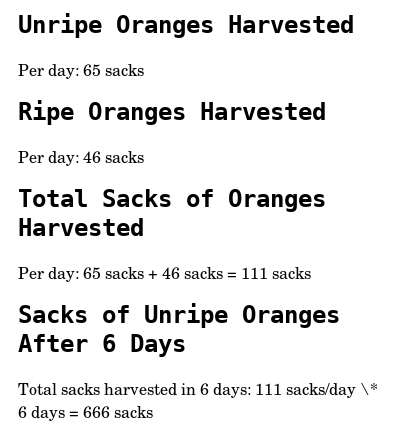 Unripe Oranges Harvested
Per day: 65 sacks
Ripe Oranges Harvested
Per day: 46 sacks
Total Sacks of Oranges
Harvested
Per day: 65 sacks + 46 sacks = 111 sacks
Sacks of Unripe Oranges
After 6 Days
Total sacks harvested in 6 days: 111 sacks/day \*
6 days = 666 sacks